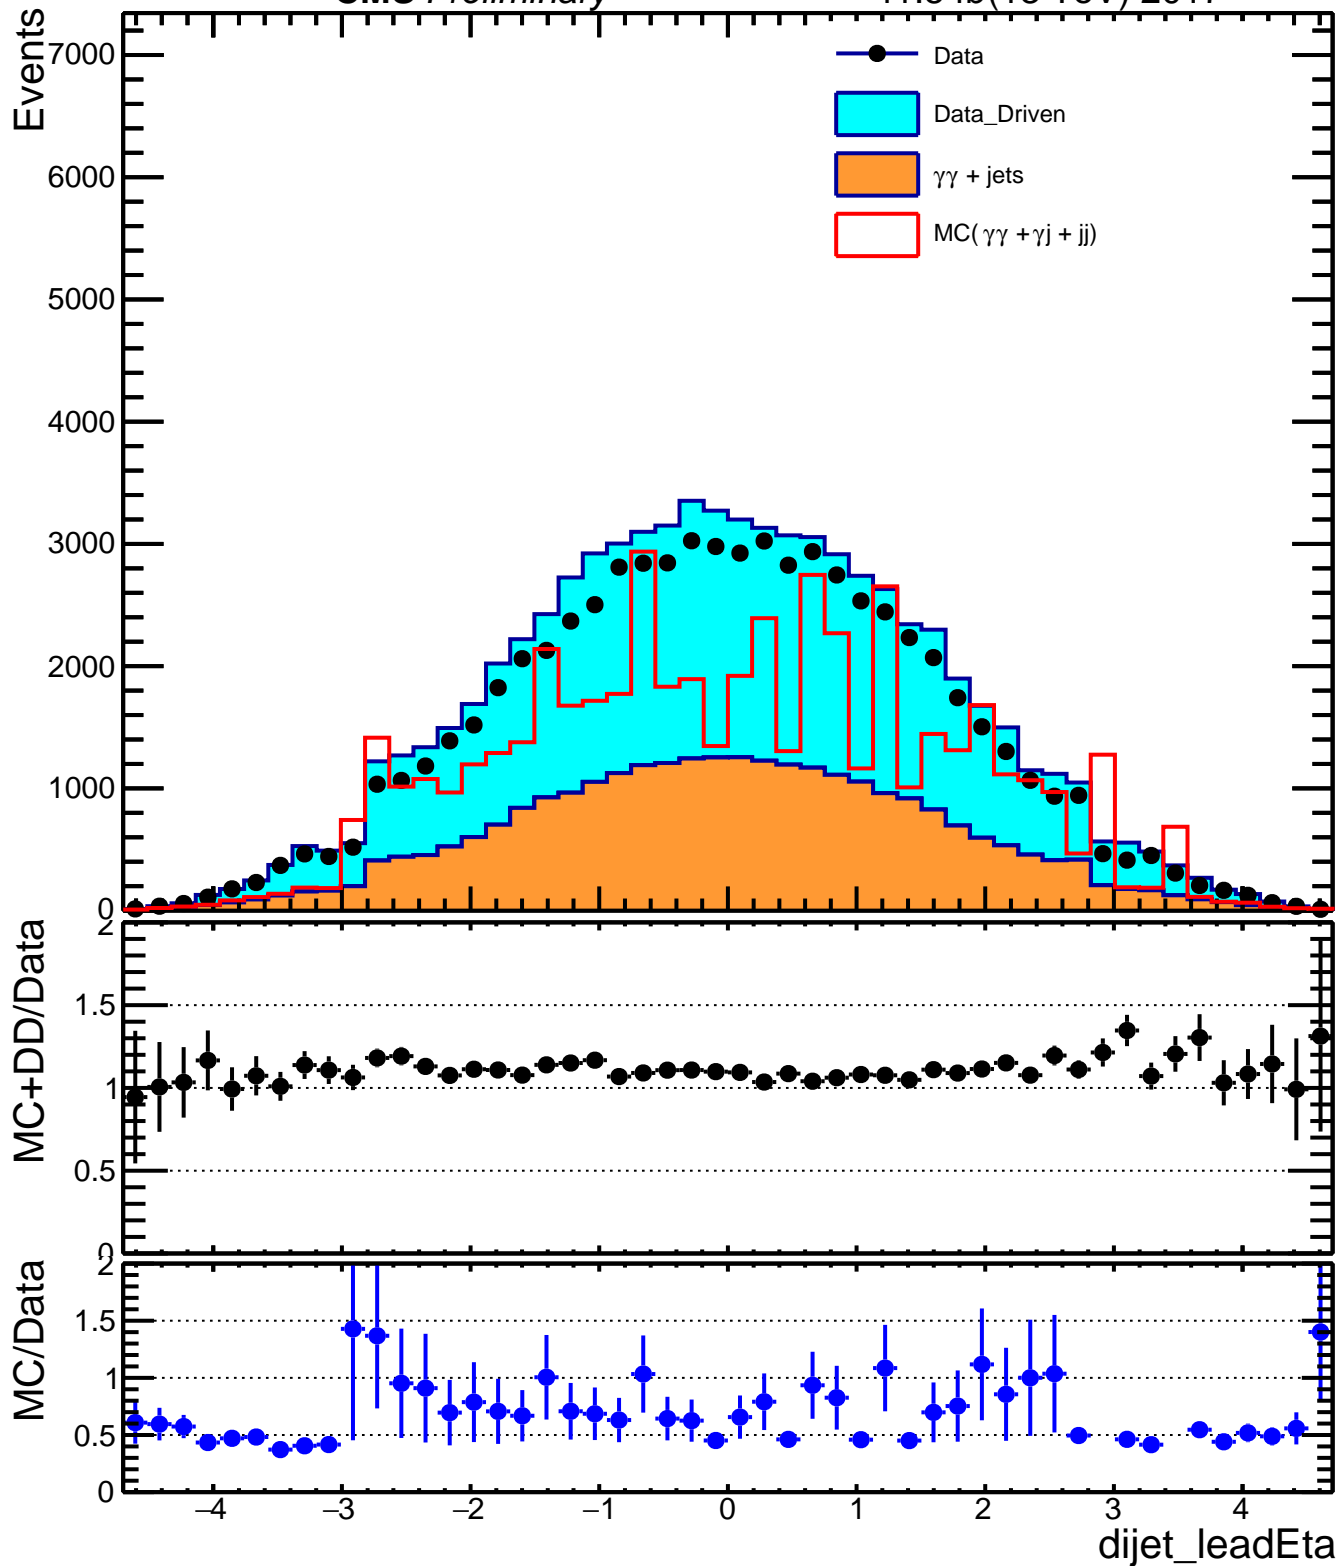 Events
7000
6000
5000
4000
3000
2000
1000
0
Data
Data_Driven
γγ + jets
MC( γγ + γj + jj)
MC+DD/Data
2
1.5
1
0.5
0
MC/Data
2
1.5
1
0.5
0
−4 −3 −2 −1 0 1 2 3 4
dijet_leadEta